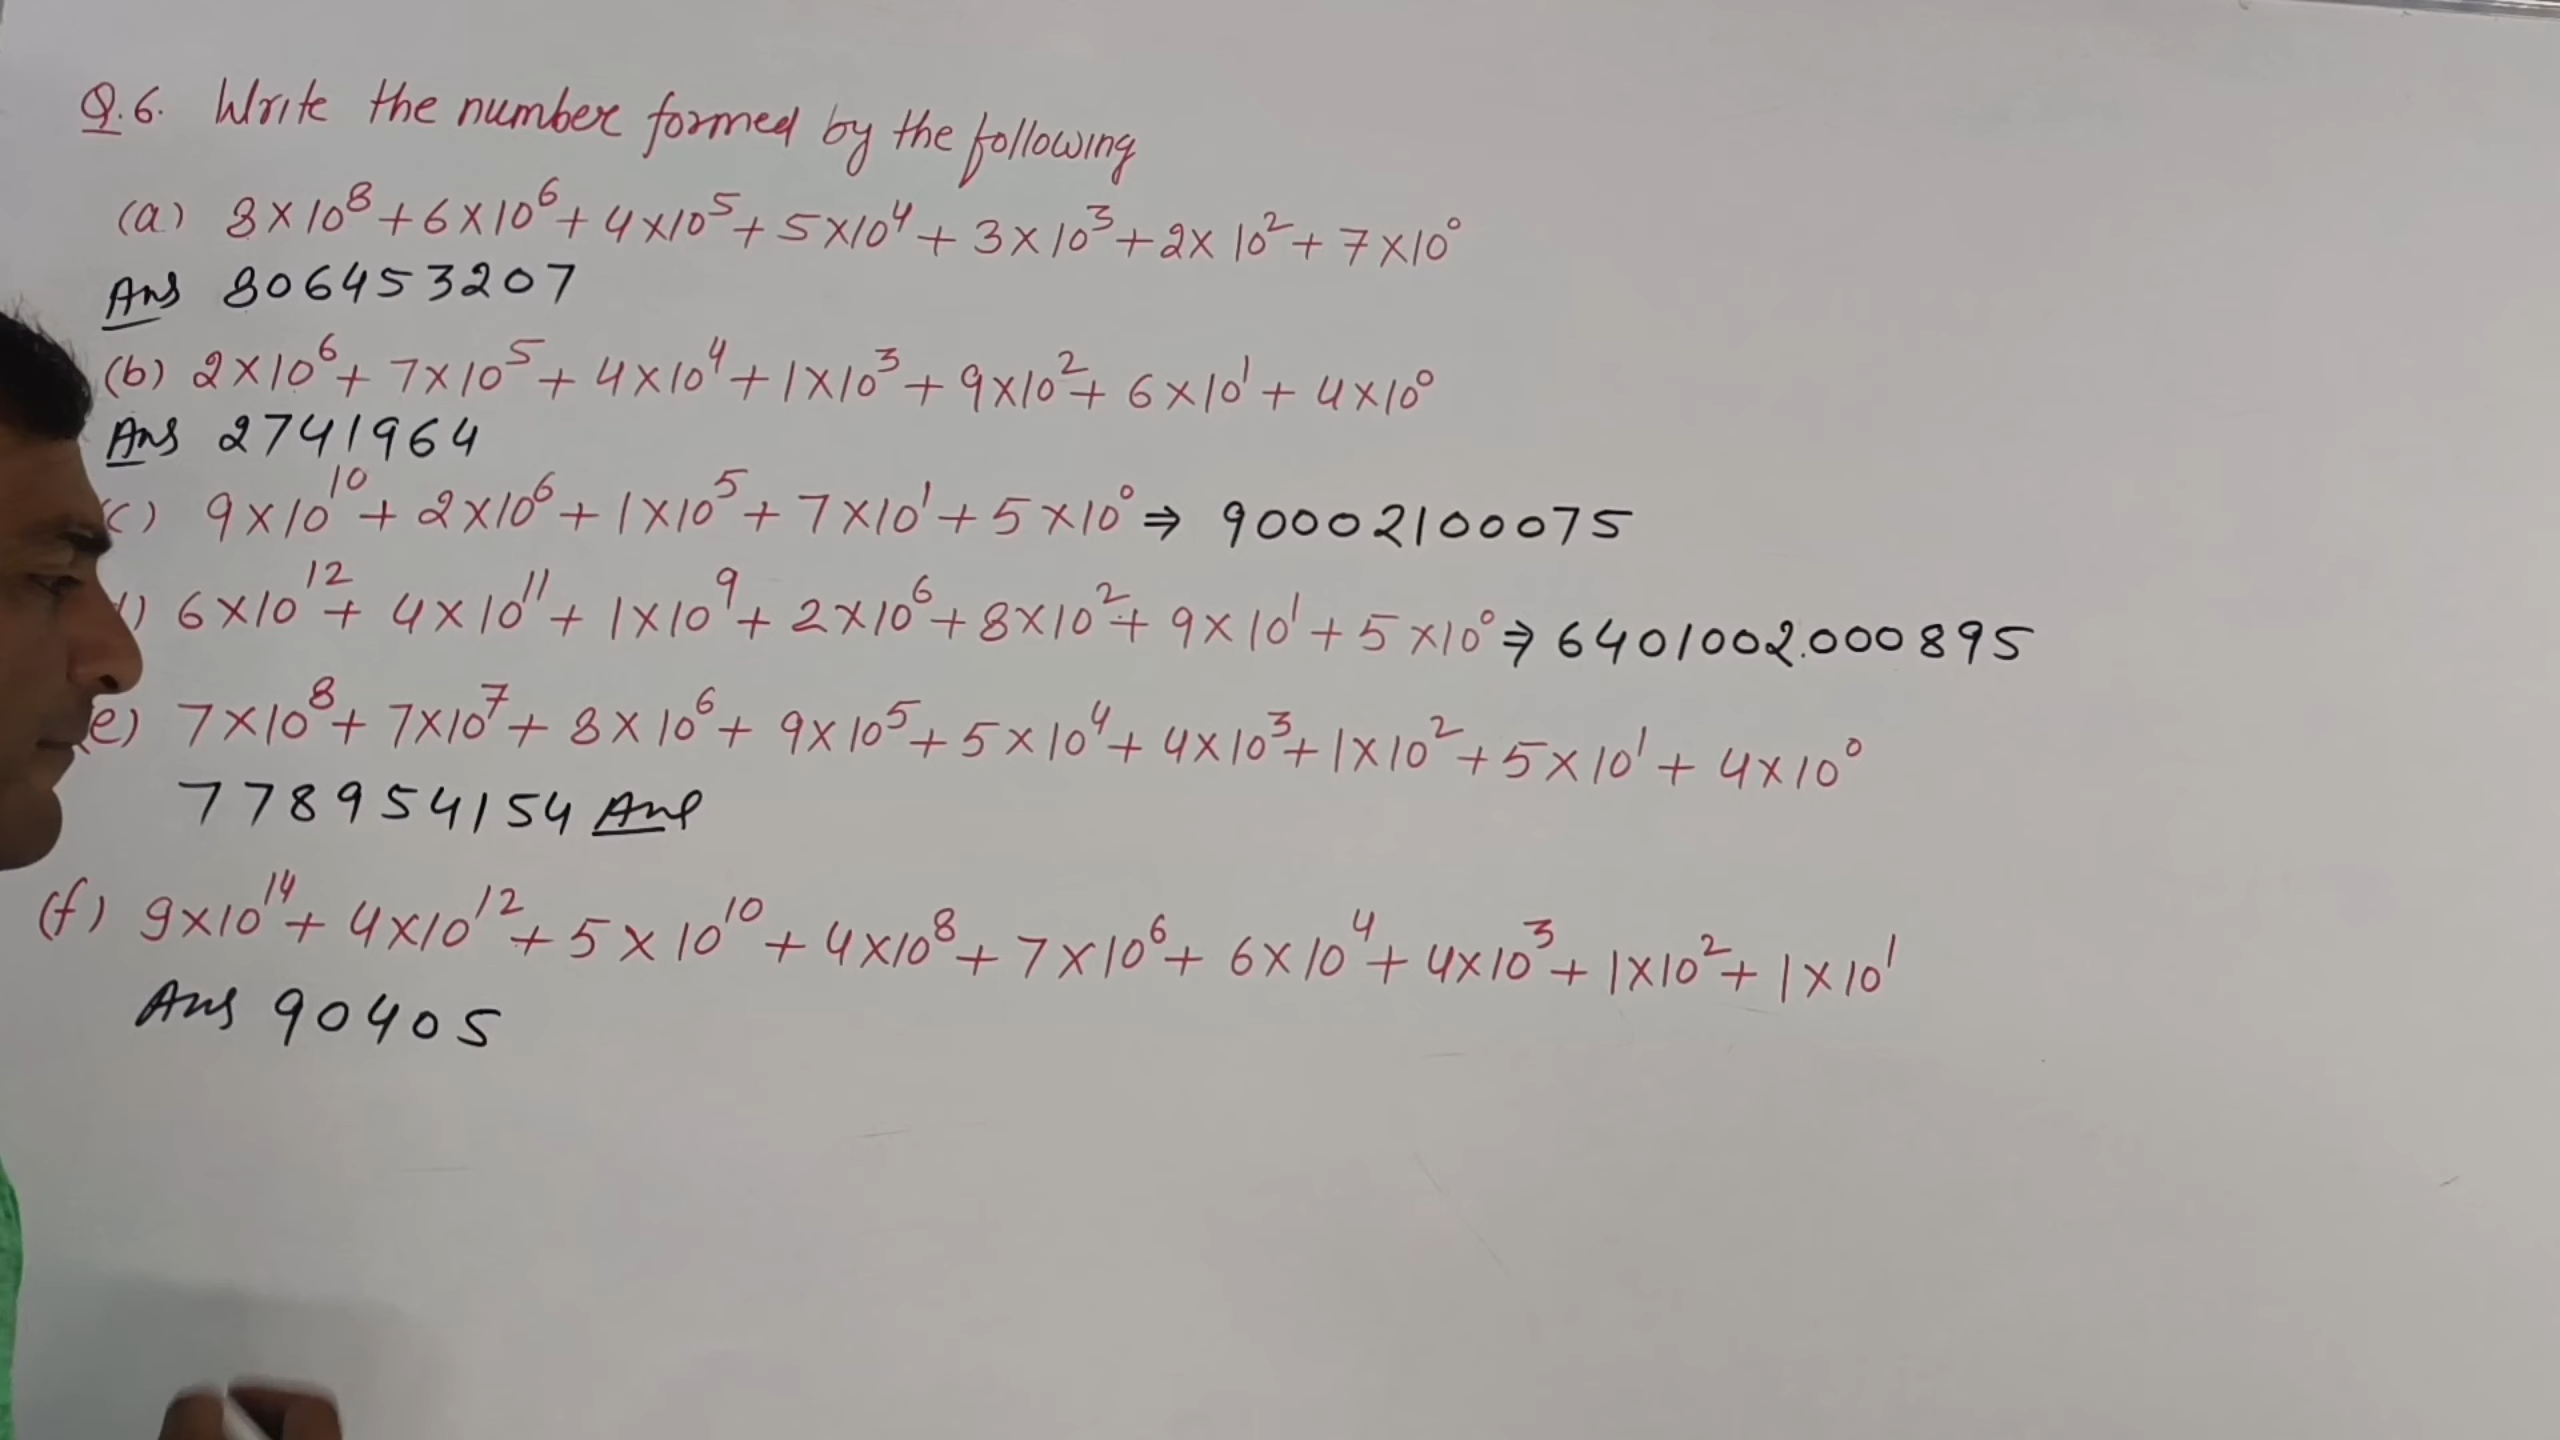 Q.6. Write the number formed by the following
(a) 8×10⁸+6×10⁶+4×10⁵+5×10⁴+3×10³+2×10²+7×10⁰
Ans 806453207
(b) 2×10⁶+7×10⁵+4×10⁴+1×10³+9×10²+6×10¹+4×10⁰
Ans 2741964
c) 9×10¹⁰+2×10⁶+1×10⁵+7×10¹+5×10⁰⇒ 90002100075
) 6×10¹²+4×10¹¹+1×10⁹+2×10⁶+8×10²+9×10¹+5×10⁰⇒ 6401002000895
(e) 7×10⁸+7×10⁷+8×10⁶+9×10⁵+5×10⁴+4×10³+1×10²+5×10¹+4×10⁰
778954154 Ans
(f) 9×10¹⁴+4×10¹²+5×10¹⁰+4×10⁸+7×10⁶+6×10⁴+4×10³+1×10²+1×10¹
Ans 90405